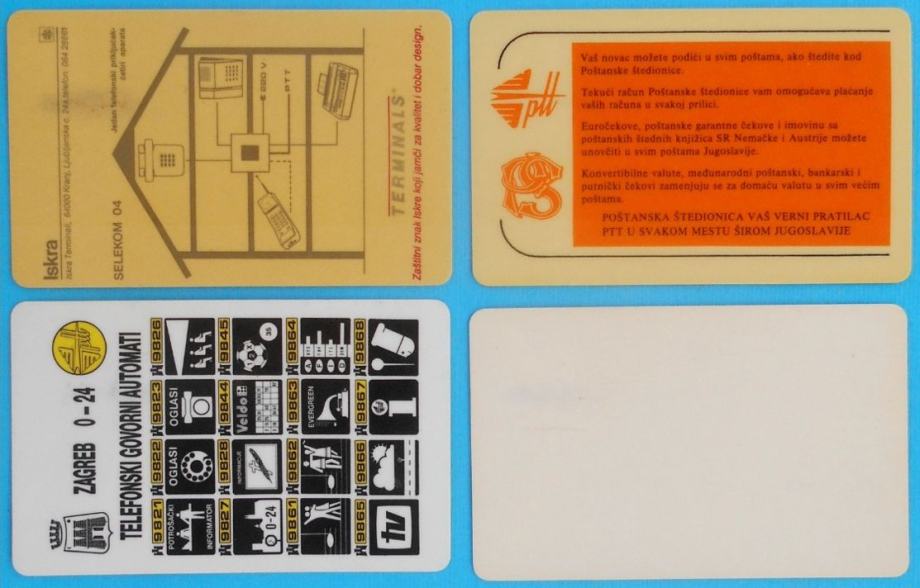 Iskra
Iskra Terminali, 64000 Kranj, Ljubljanska c. 24a, telefon: 064 25661
SELEKOM 04
Jedan telefonski priključak-
četiri aparata
220 V
PTT
TERMINALS®
Zaštitni znak Iskre koji jamči za kvalitet i dobar design.
ptt
Vaš novac možete podići u svim poštama, ako štedite kod
Poštanske štedionice.
Tekući račun Poštanske štedionice vam omogućava plaćanje
vaših računa u svakoj prilici.
Euročekove, poštanske garantne čekove i imovinu sa
poštanskih štednih knjižica SR Nemačke i Austrije možete
unovčiti u svim poštama Jugoslavije.
Konvertibilne valute, međunarodni poštanski, bankarski i
putnički čekovi zamenjuju se za domaću valutu u svim većim
poštama.
POŠTANSKA ŠTEDIONICA VAŠ VERNI PRATILAC
PTT U SVAKOM MESTU ŠIROM JUGOSLAVIJE
ZAGREB 0-24
ptt
TELEFONSKI GOVORNI AUTOMATI
9821 9822 9823 9826
POTROŠAČKI
INFORMATOR
OGLASI
OGLASI
9827 9828 9844 9845
0-24
INFORMACIJE
Veldo
35
9861 9862 9863 9864
EVERGREEN
9865 9866 9867 9868
tv
i